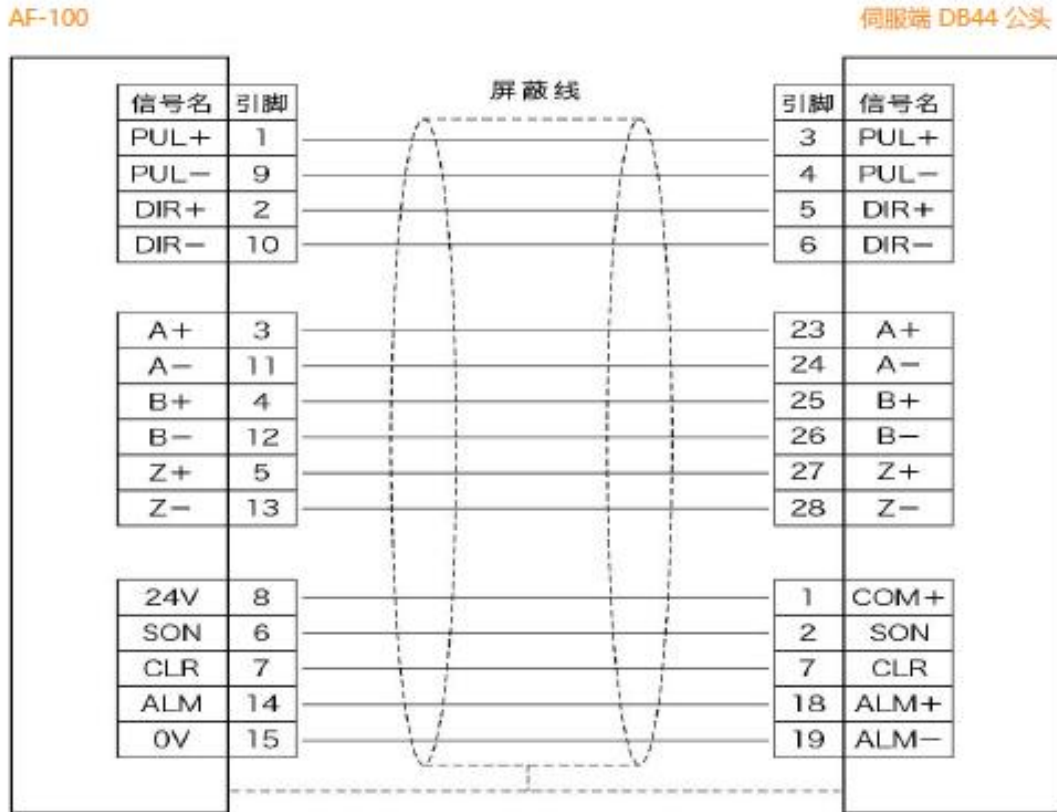 AF-100 伺服端 DB44 公头
屏蔽线
信号名 引脚 引脚 信号名
PUL+ 1 3 PUL+
PUL- 9 4 PUL-
DIR+ 2 5 DIR+
DIR- 10 6 DIR-
A+ 3 23 A+
A- 11 24 A-
B+ 4 25 B+
B- 12 26 B-
Z+ 5 27 Z+
Z- 13 28 Z-
24V 8 1 COM+
SON 6 2 SON
CLR 7 7 CLR
ALM 14 18 ALM+
0V 15 19 ALM-